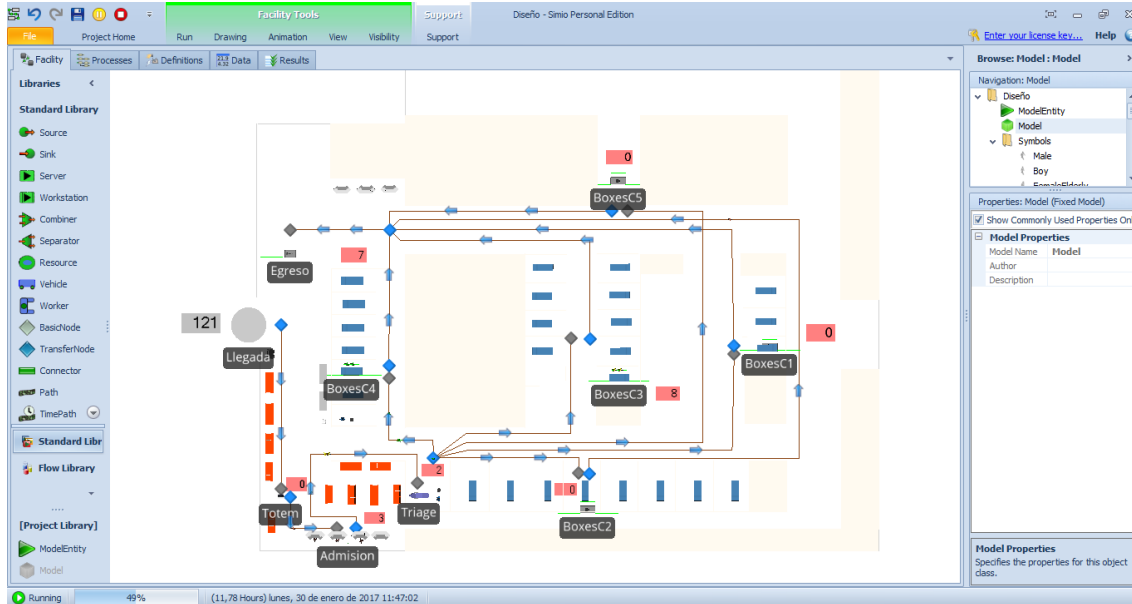 Facility Tools
Support
Diseño - Simio Personal Edition
File
Project Home
Run
Drawing
Animation
View
Visibility
Support
Enter your license key...
Help
Facility
Processes
Definitions
Data
Results
Browse: Model : Model
Libraries
Navigation: Model
Standard Library
Diseño
ModelEntity
Model
Symbols
Male
Boy
FemaleElderly
Source
Sink
Server
Workstation
Combiner
Separator
Resource
Vehicle
Worker
BasicNode
TransferNode
Connector
Path
TimePath
Standard Libr
Flow Library
[Project Library]
ModelEntity
Model
Properties: Model (Fixed Model)
Show Commonly Used Properties Onl
Model Properties
Model Name Model
Author
Description
Model Properties
Specifies the properties for this object
class.
0
BoxesC5
7
Egreso
121
Llegada
0
BoxesC1
BoxesC4
BoxesC3
8
2
0
Totem
3
Triage
0
BoxesC2
Admision
Running
49%
(11,78 Hours) lunes, 30 de enero de 2017 11:47:02